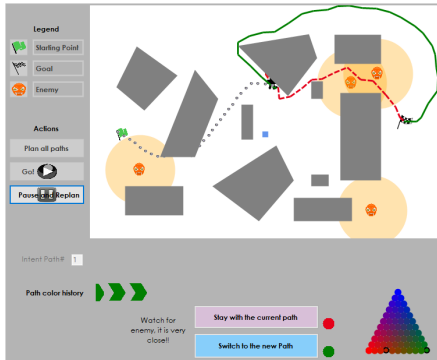 Legend
Starting Point
Goal
Enemy
Actions
Plan all paths
Pause and Replan
Intent Path#: 1
Path color history
Watch for
enemy, it is very
close!!
Stay with the current path
Switch to the new Path